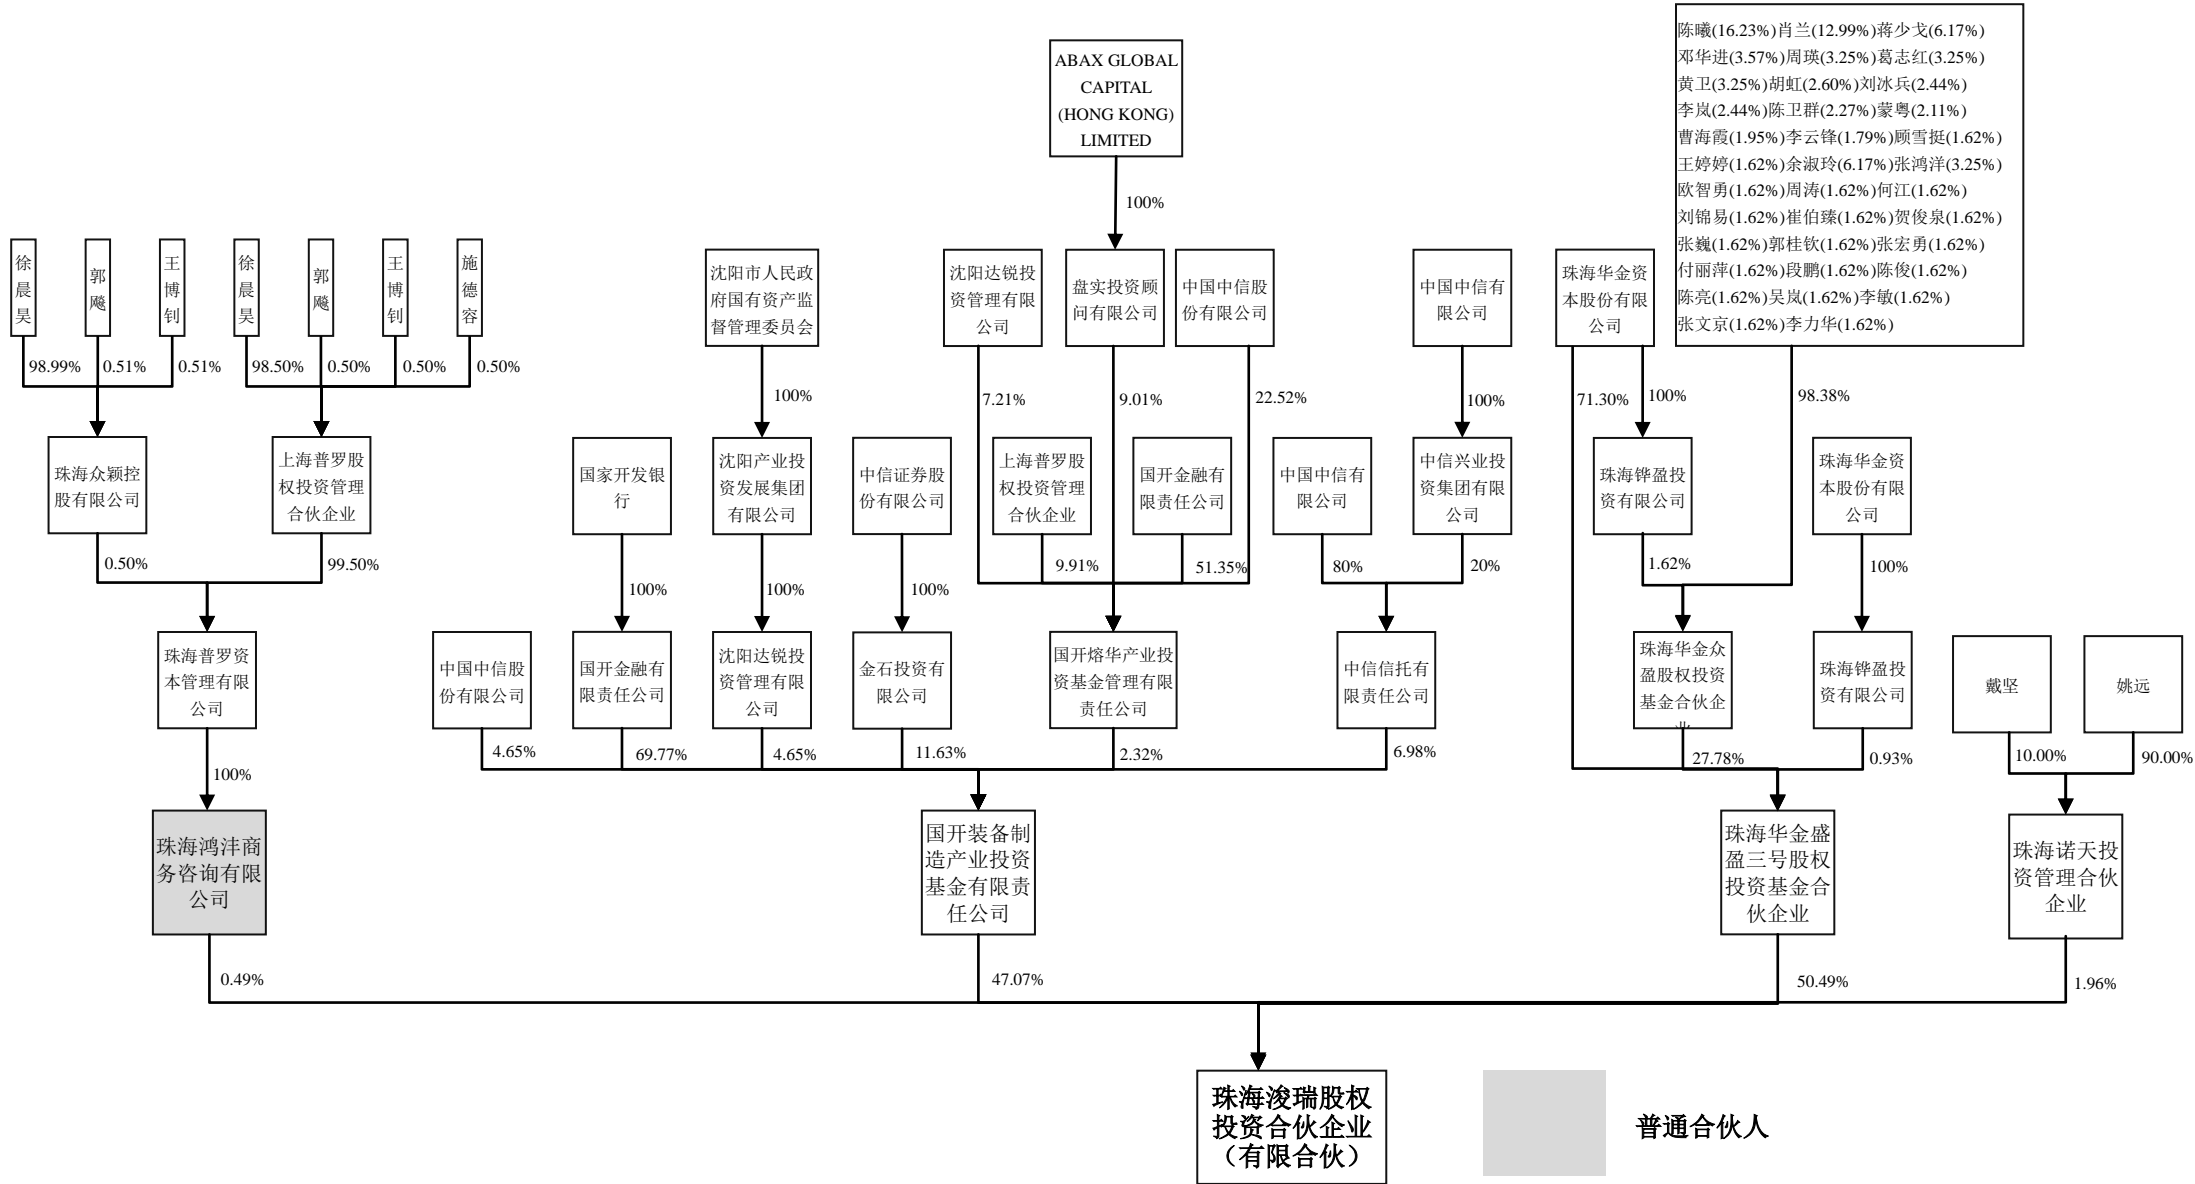 ABAX GLOBAL
CAPITAL
(HONG KONG)
LIMITED
陈曦(16.23%)肖兰(12.99%)蒋少戈(6.17%)
邓华进(3.57%)周瑛(3.25%)葛志红(3.25%)
黄卫(3.25%)胡虹(2.60%)刘冰兵(2.44%)
李岚(2.44%)陈卫群(2.27%)蒙粤(2.11%)
曹海霞(1.95%)李云锋(1.79%)顾雪挺(1.62%)
王婷婷(1.62%)余淑玲(6.17%)张鸿洋(3.25%)
欧智勇(1.62%)周涛(1.62%)何江(1.62%)
刘锦易(1.62%)崔伯臻(1.62%)贺俊泉(1.62%)
张巍(1.62%)郭桂钦(1.62%)张宏勇(1.62%)
付丽萍(1.62%)段鹏(1.62%)陈俊(1.62%)
陈亮(1.62%)吴岚(1.62%)李敏(1.62%)
张文京(1.62%)李力华(1.62%)
100%
徐晨昊
郭飚
王博钊
徐晨昊
郭飚
王博钊
施德容
沈阳市人民政
府国有资产监
督管理委员会
沈阳达锐投
资管理有限
公司
盘实投资顾
问有限公司
中国中信股
份有限公司
中国中信有
限公司
珠海华金资
本股份有限
公司
98.99%
0.51%
0.51%
98.50%
0.50%
0.50%
0.50%
100%
7.21%
9.01%
22.52%
100%
71.30%
100%
98.38%
珠海众颖控
股有限公司
上海普罗股
权投资管理
合伙企业
国家开发银
行
沈阳产业投
资发展集团
有限公司
中信证券股
份有限公司
上海普罗股
权投资管理
合伙企业
国开金融有
限责任公司
中国中信有
限公司
中信兴业投
资集团有限
公司
珠海铧盈投
资有限公司
珠海华金资
本股份有限
公司
0.50%
99.50%
100%
100%
100%
9.91%
51.35%
80%
20%
1.62%
100%
珠海普罗资
本管理有限
公司
中国中信股
份有限公司
国开金融有
限责任公司
沈阳达锐投
资管理有限
公司
金石投资有
限公司
国开熔华产业投
资基金管理有限
责任公司
中信信托有
限责任公司
珠海华金众
盈股权投资
基金合伙企
业
珠海铧盈投
资有限公司
戴坚
姚远
100%
4.65%
69.77%
4.65%
11.63%
2.32%
6.98%
27.78%
0.93%
10.00%
90.00%
珠海鸿沣商
务咨询有限
公司
国开装备制
造产业投资
基金有限责
任公司
珠海华金盛
盈三号股权
投资基金合
伙企业
珠海诺天投
资管理合伙
企业
0.49%
47.07%
50.49%
1.96%
珠海浚瑞股权
投资合伙企业
（有限合伙）
普通合伙人